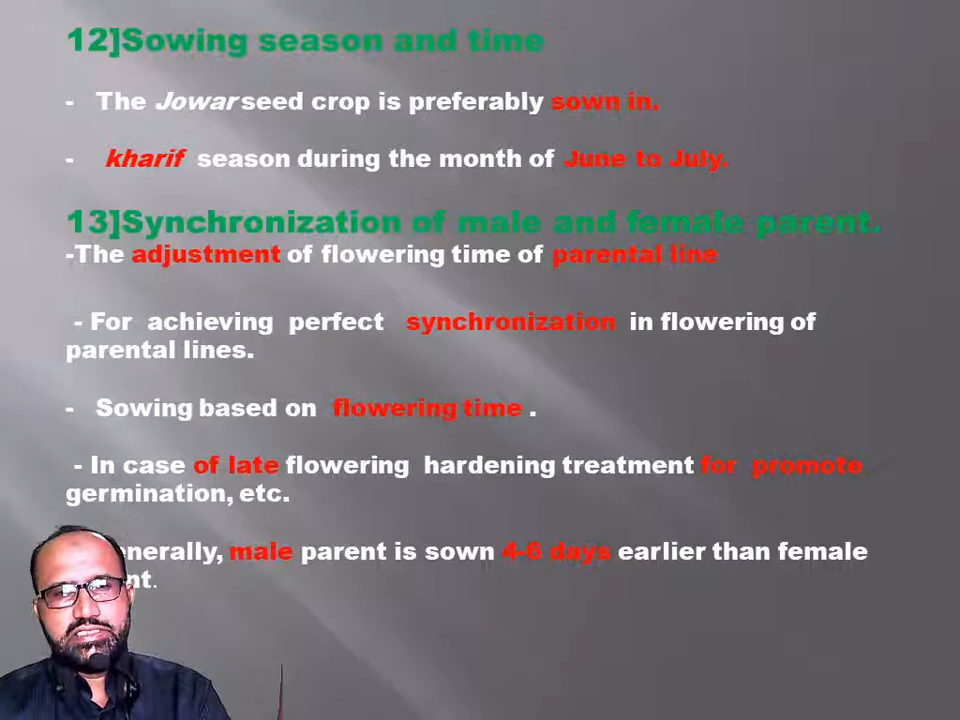 12]Sowing season and time
- The Jowar seed crop is preferably sown in.
- kharif season during the month of June to July.
13]Synchronization of male and female parent.
-The adjustment of flowering time of parental line
- For achieving perfect synchronization in flowering of
parental lines.
- Sowing based on flowering time .
- In case of late flowering hardening treatment for promote
germination, etc.
enerally, male parent is sown days earlier than female
nt.